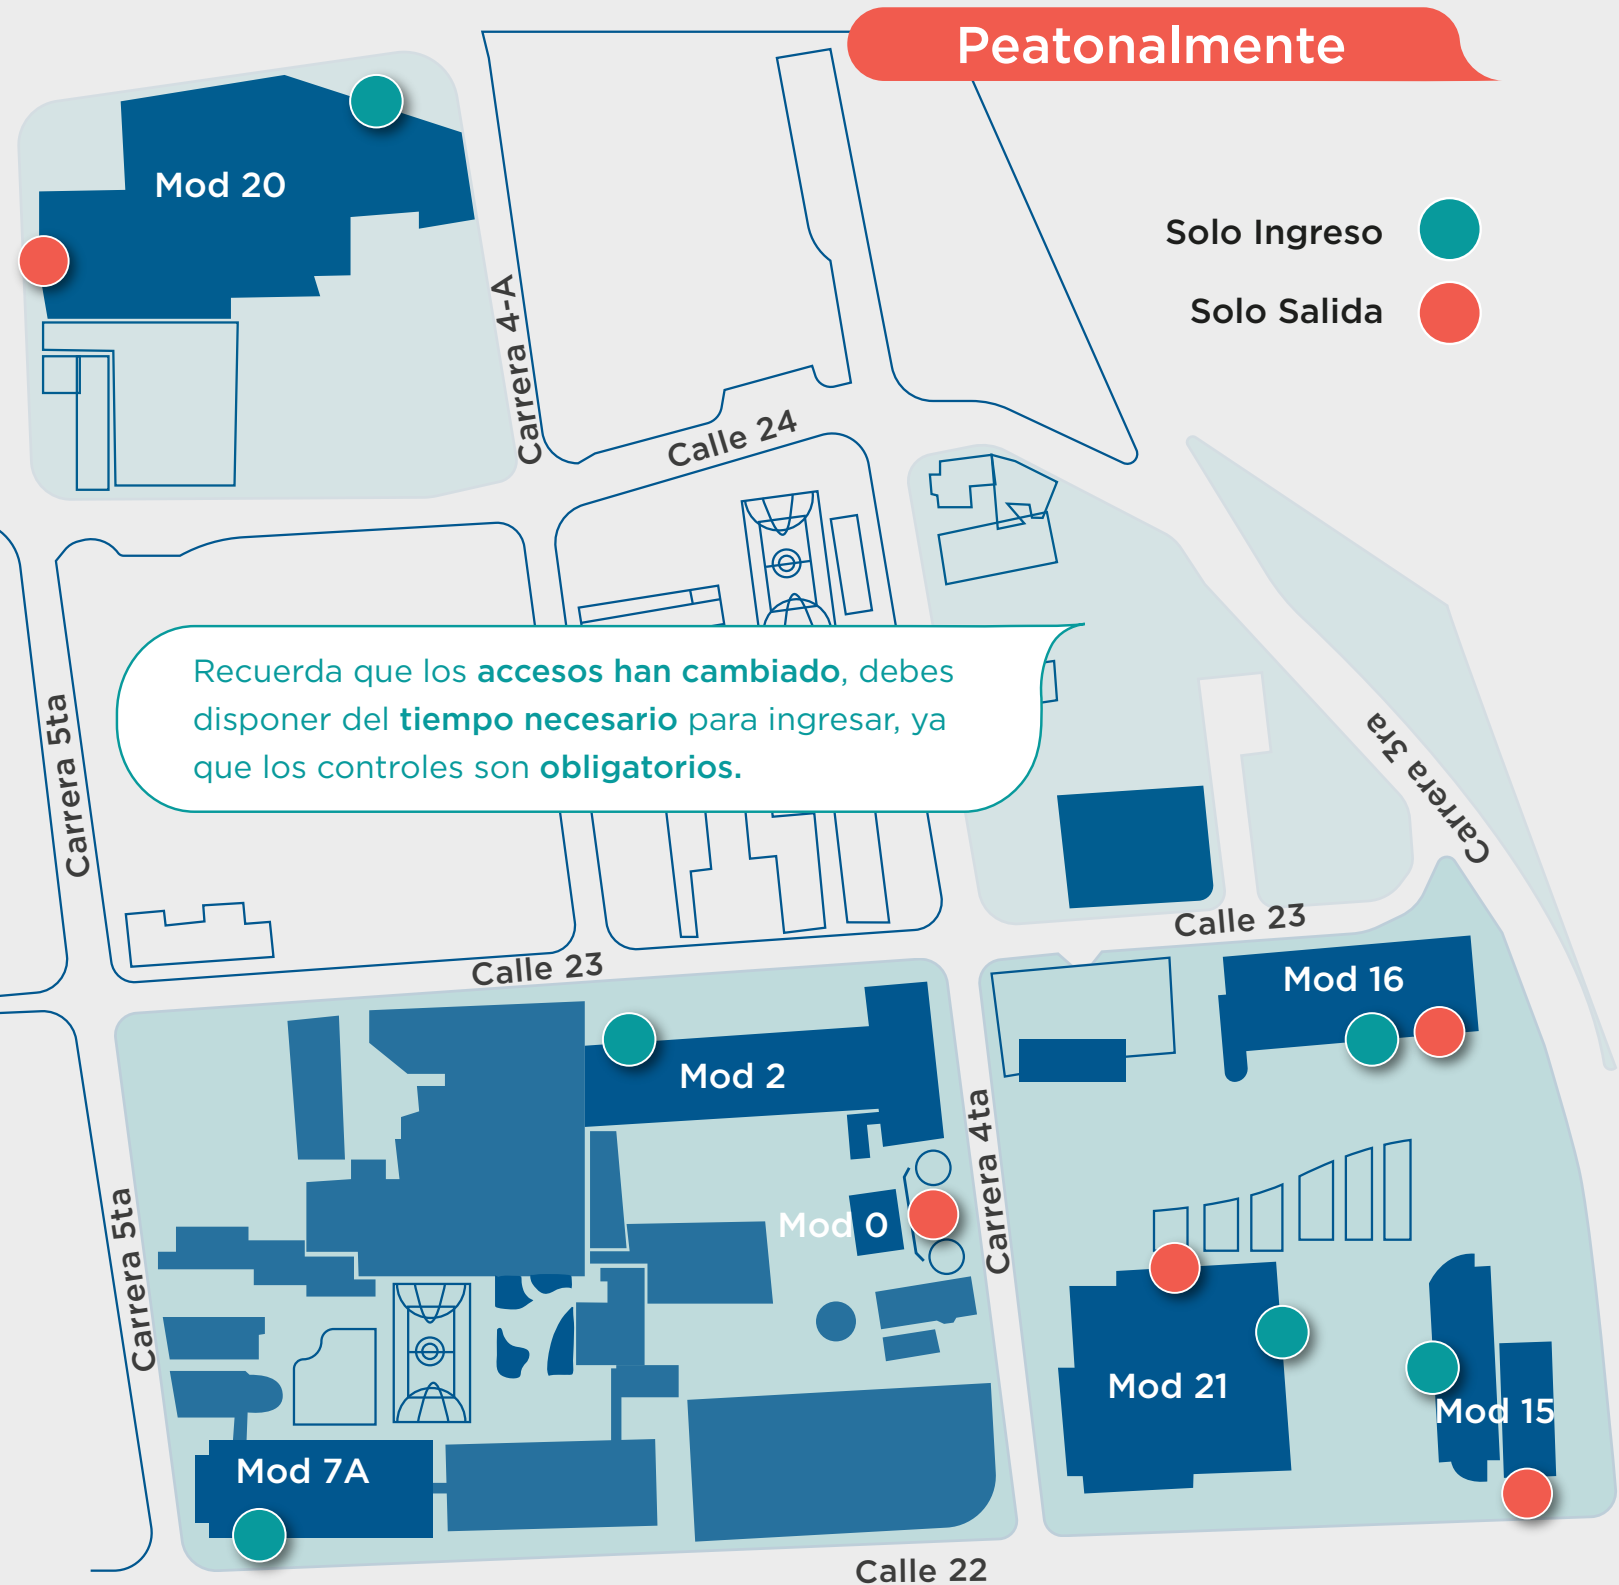 Peatonalmente
Mod 20
Solo Ingreso
Solo Salida
Carrera 4-A
Calle 24
Recuerda que los accesos han cambiado, debes
disponer del tiempo necesario para ingresar, ya
que los controles son obligatorios.
Carrera 5ta
Carrera 3ra
Calle 23
Calle 23
Mod 16
Mod 2
Carrera 4ta
Mod 0
Carrera 5ta
Mod 21
Mod 15
Mod 7A
Calle 22